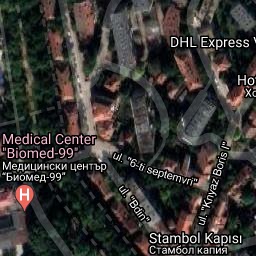 DHL Express V
Ho
Хо
Medical Center
"Biomed-99"
Медицински център
"Биомед-99"
H
ul. "6-ti septemvri"
ul. "Bdin"
ul. "Knyaz Boris I"
Stambol Kapısı
Стамбол капия